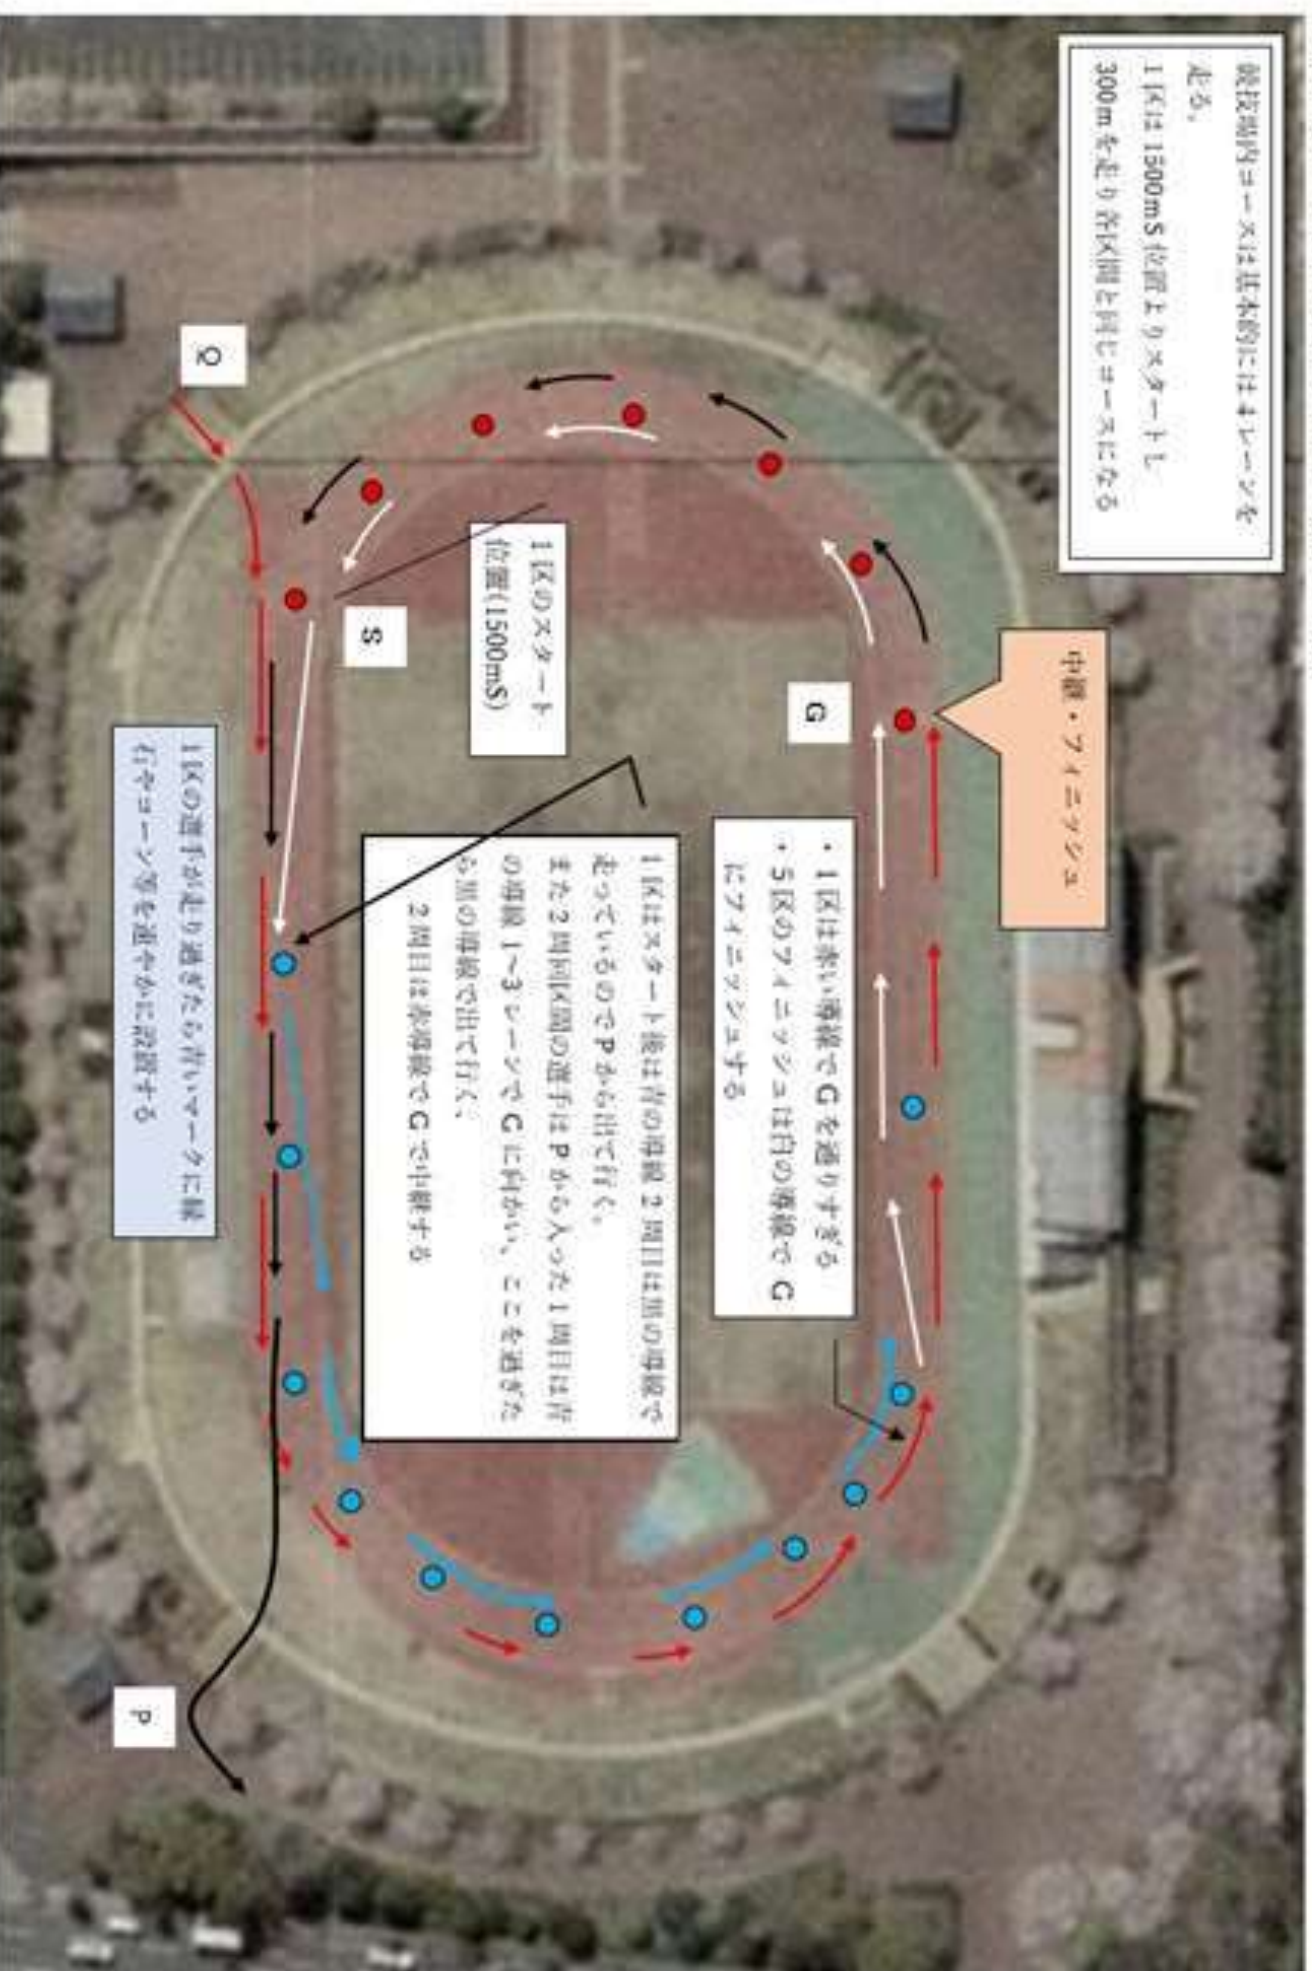 競技場内コースは基本的には4レーンを
走る。
1区は1500mS位置よりスタートし
300mを走り各区間と同じコースになる
中継・フィニッシュ
G
・1区は赤い導線でGを通りすぎる
・5区のフィニッシュは白の導線でG
にフィニッシュする
1区のスタート
位置(1500mS)
1区はスタート後は青の導線2周目は黒の導線で
走っているのでPから出て行く。
また2周回区間の選手はPから入った1周目は青
の導線1~3レーンでGに向かい、ここを過ぎた
ら黒の導線で出て行く、
2周目は赤導線でGで中継する
S
Q
1区の選手が走り過ぎたら青いマークに縁
石やコーン等を速やかに設置する
P